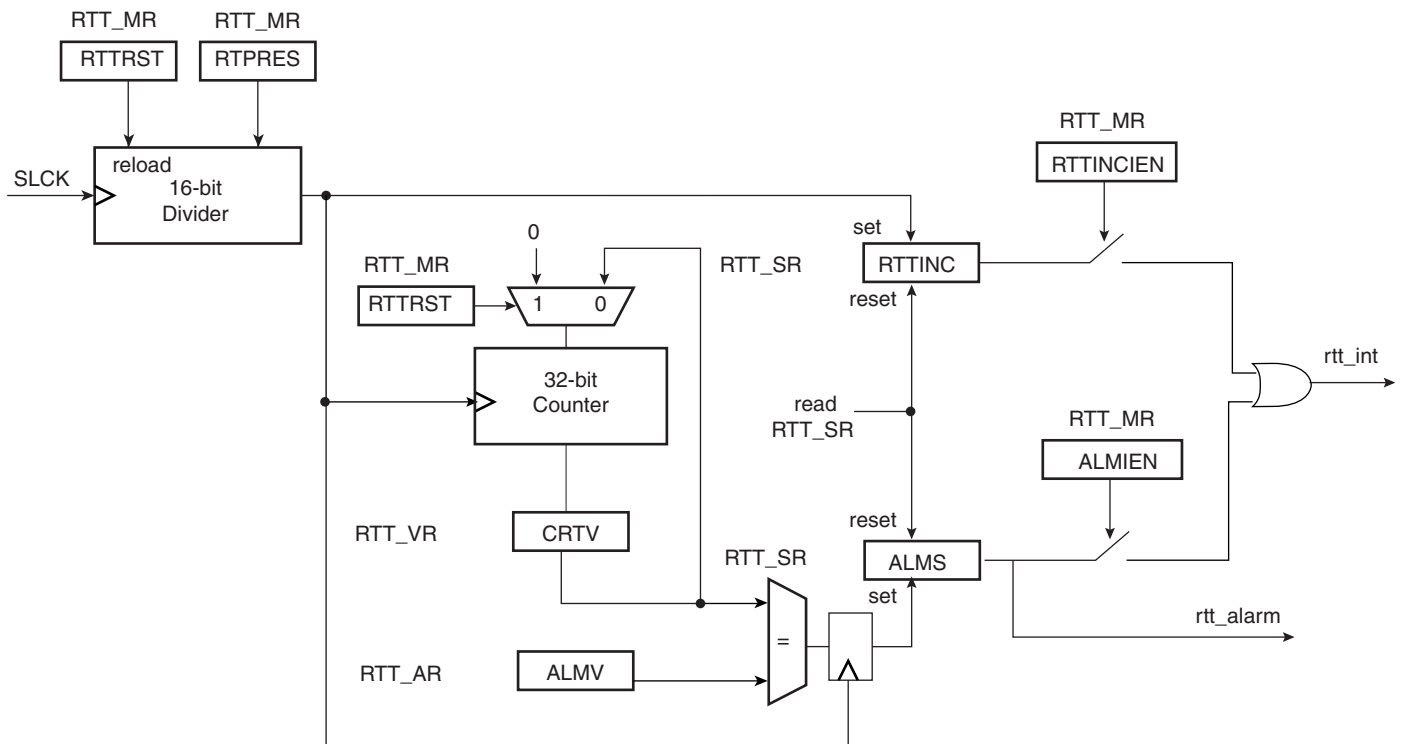 RTT_MR
RTTRST
RTT_MR
RTPRES
reload
16-bit
Divider
SLCK
RTT_MR
RTTINCIEN
set
RTTINC
reset
0
RTT_MR
RTTRST
1 0
RTT_SR
32-bit
Counter
read
RTT_SR
rtt_int
RTT_MR
ALMIEN
reset
ALMS
set
RTT_VR
CRTV
RTT_SR
=
rtt_alarm
RTT_AR
ALMV